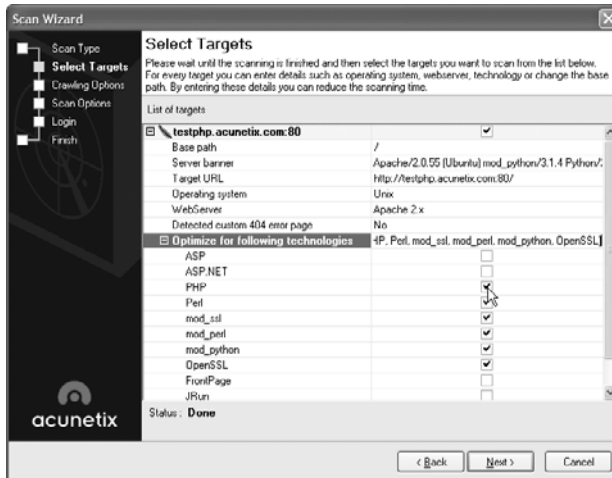 Scan Wizard
Scan Type
Select Targets
Crawling Options
Scan Options
Login
Finish
acunetix
Select Targets
Please wait until the scanning is finished and then select the targets you want to scan from the list below.
For every target you can enter details such as operating system, webserver, technology or change the base
path. By entering these details you can reduce the scanning time.
List of targets
testphp.acunetix.com:80
Base path /
Server banner Apache/2.0.55 (Ubuntu) mod_python/3.1.4 Python/2
Target URL http://testphp.acunetix.com:80/
Operating system Unix
WebServer Apache 2.x
Detected custom 404 error page No
Optimize for following technologies HP, Perl, mod_ssl, mod_perl, mod_python, OpenSSL]
ASP
ASP.NET
PHP
Perl
mod_ssl
mod_perl
mod_python
OpenSSL
FrontPage
JRun
Status : Done
< Back Next > Cancel